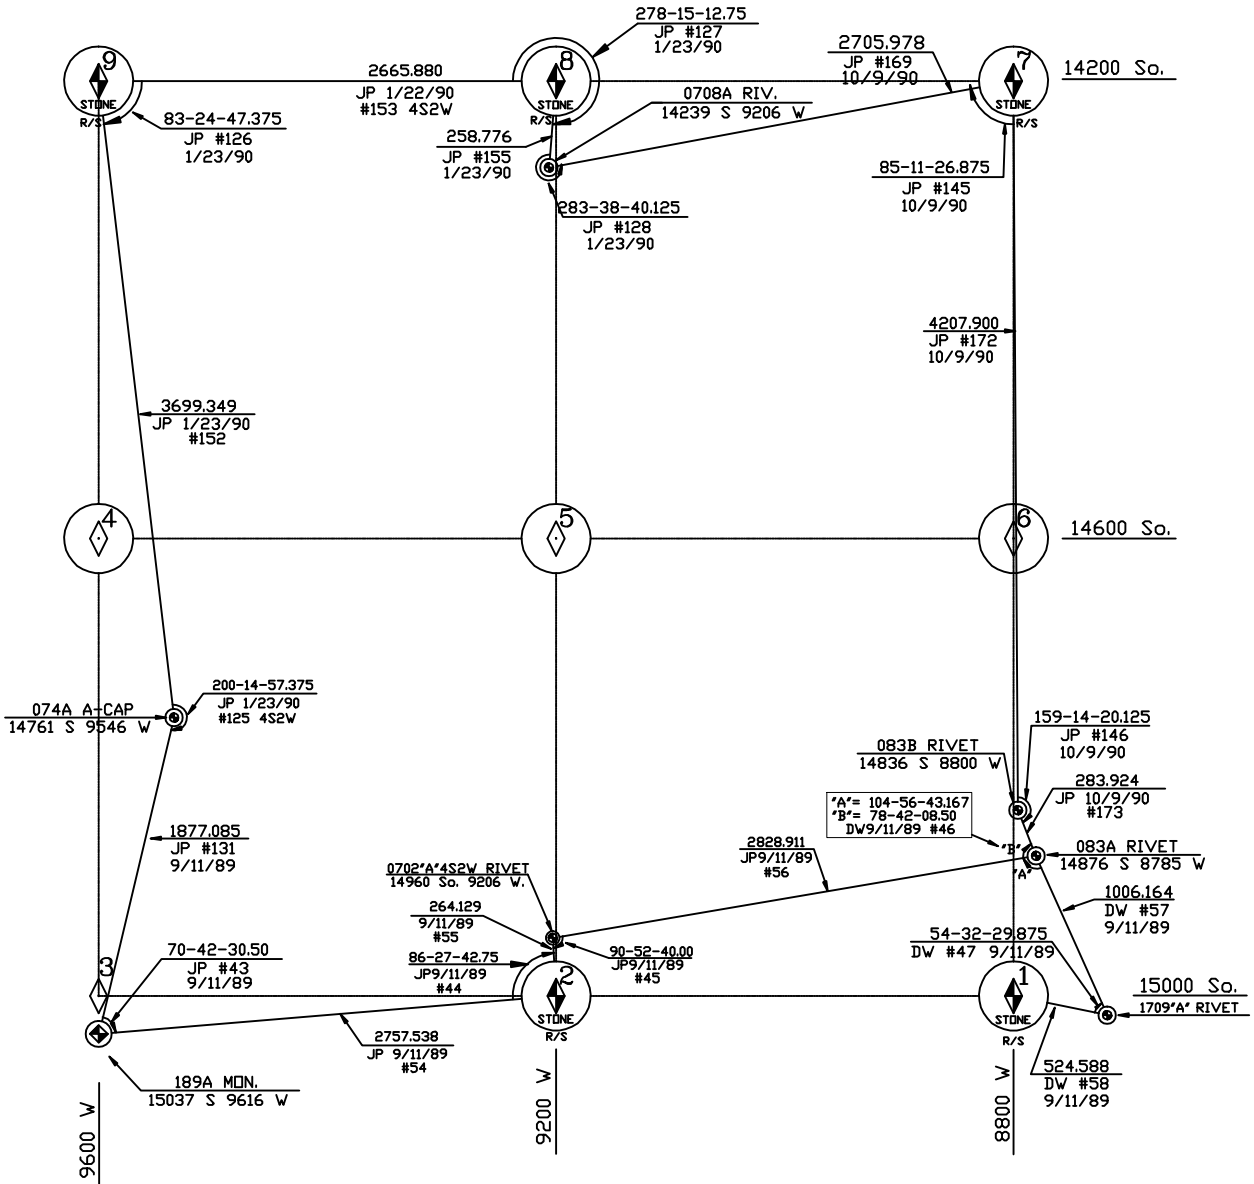 278-15-12.75
JP #127
1/23/90
2705.978
JP #169
10/9/90
9
8
7
14200 So.
2665.880
JP 1/22/90
#153 4S2W
STONE
R/S
STONE
R/S
STONE
R/S
0708A RIV.
14239 S 9206 W
83-24-47.375
JP #126
1/23/90
258.776
JP #155
1/23/90
85-11-26.875
JP #145
10/9/90
283-38-40.125
JP #128
1/23/90
4207.900
JP #172
10/9/90
3699.349
JP 1/23/90
#152
4
5
6
14600 So.
200-14-57.375
JP 1/23/90
#125 4S2W
074A A-CAP
14761 S 9546 W
159-14-20.125
JP #146
10/9/90
083B RIVET
14836 S 8800 W
283.924
JP 10/9/90
#173
"A"= 104-56-43.167
"B"= 78-42-08.50
DW9/11/89 #46
1877.085
JP #131
9/11/89
2828.911
JP9/11/89
#56
"B"
"A"
083A RIVET
14876 S 8785 W
0702"A"4S2W RIVET
14960 So. 9206 W.
264.129
9/11/89
#55
1006.164
DW #57
9/11/89
54-32-29.875
DW #47 9/11/89
70-42-30.50
JP #43
9/11/89
86-27-42.75
JP9/11/89
#44
90-52-40.00
JP9/11/89
#45
3
2
1
15000 So.
1709"A" RIVET
STONE
R/S
STONE
R/S
2757.538
JP 9/11/89
#54
524.588
DW #58
9/11/89
189A MON.
15037 S 9616 W
9600 W
9200 W
8800 W